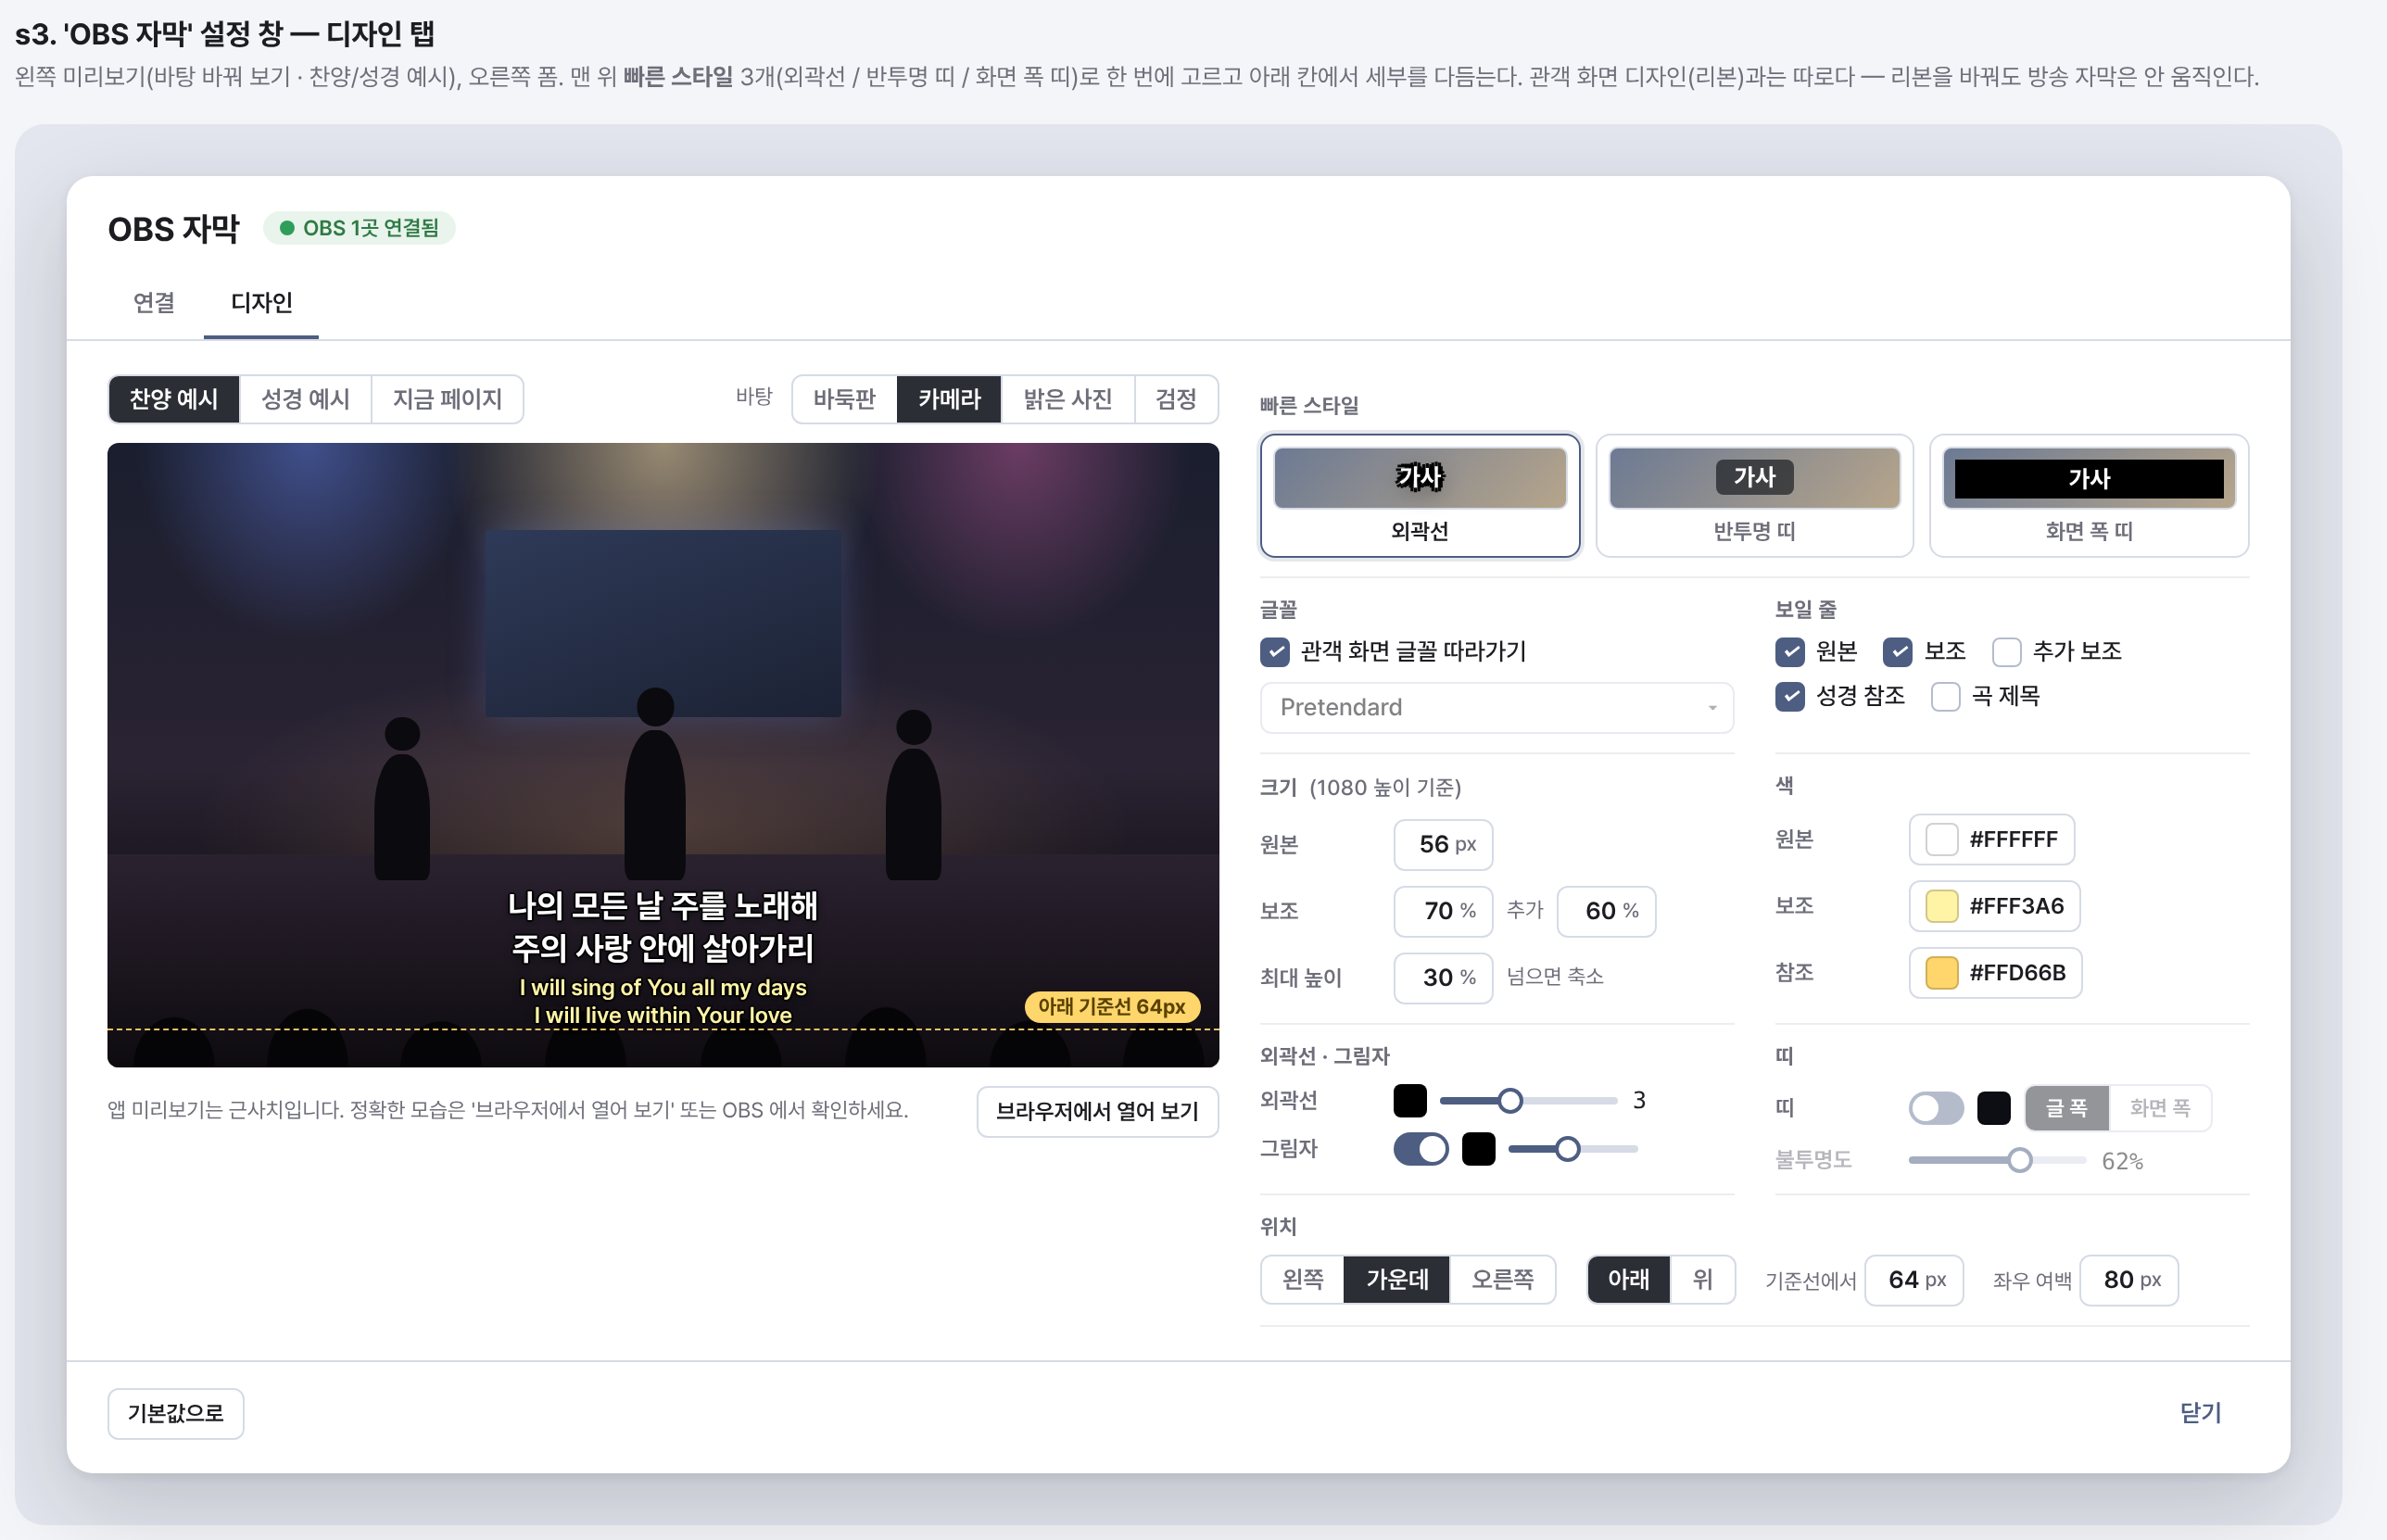 s3. 'OBS 자막' 설정 창 — 디자인 탭
왼쪽 미리보기(바탕 바꿔 보기 · 찬양/성경 예시), 오른쪽 폼. 맨 위 빠른 스타일 3개(외곽선 / 반투명 띠 / 화면 폭 띠)로 한 번에 고르고 아래 칸에서 세부를 다듬는다. 관객 화면 디자인(리본)과는 따로다 — 리본을 바꿔도 방송 자막은 안 움직인다.
OBS 자막
OBS 1곳 연결됨
연결
디자인
찬양 예시
성경 예시
지금 페이지
바탕
바둑판
카메라
밝은 사진
검정
나의 모든 날 주를 노래해
주의 사랑 안에 살아가리
I will sing of You all my days
I will live within Your love
아래 기준선 64px
앱 미리보기는 근사치입니다. 정확한 모습은 '브라우저에서 열어 보기' 또는 OBS 에서 확인하세요.
브라우저에서 열어 보기
빠른 스타일
가사
외곽선
가사
반투명 띠
가사
화면 폭 띠
글꼴
관객 화면 글꼴 따라가기
Pretendard
보일 줄
원본
보조
추가 보조
성경 참조
곡 제목
크기 (1080 높이 기준)
원본
56 px
보조
70 %
추가
60 %
최대 높이
30 %
넘으면 축소
색
원본
#FFFFFF
보조
#FFF3A6
참조
#FFD66B
외곽선 · 그림자
외곽선
3
그림자
띠
띠
글 폭
화면 폭
불투명도
62%
위치
왼쪽
가운데
오른쪽
아래
위
기준선에서
64 px
좌우 여백
80 px
기본값으로
닫기